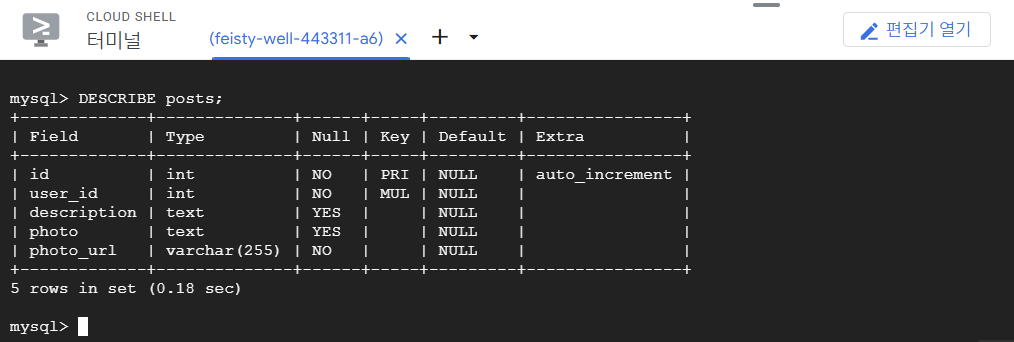 CLOUD SHELL
터미널
(feisty-well-443311-a6) × + ▾
편집기 열기
mysql> DESCRIBE posts;
+-------------+--------------+------+-----+---------+----------------+
| Field       | Type         | Null | Key | Default | Extra          |
+-------------+--------------+------+-----+---------+----------------+
| id          | int          | NO   | PRI | NULL    | auto_increment |
| user_id     | int          | NO   | MUL | NULL    |                |
| description | text         | YES  |     | NULL    |                |
| photo       | text         | YES  |     | NULL    |                |
| photo_url   | varchar(255) | NO   |     | NULL    |                |
+-------------+--------------+------+-----+---------+----------------+
5 rows in set (0.18 sec)
mysql>